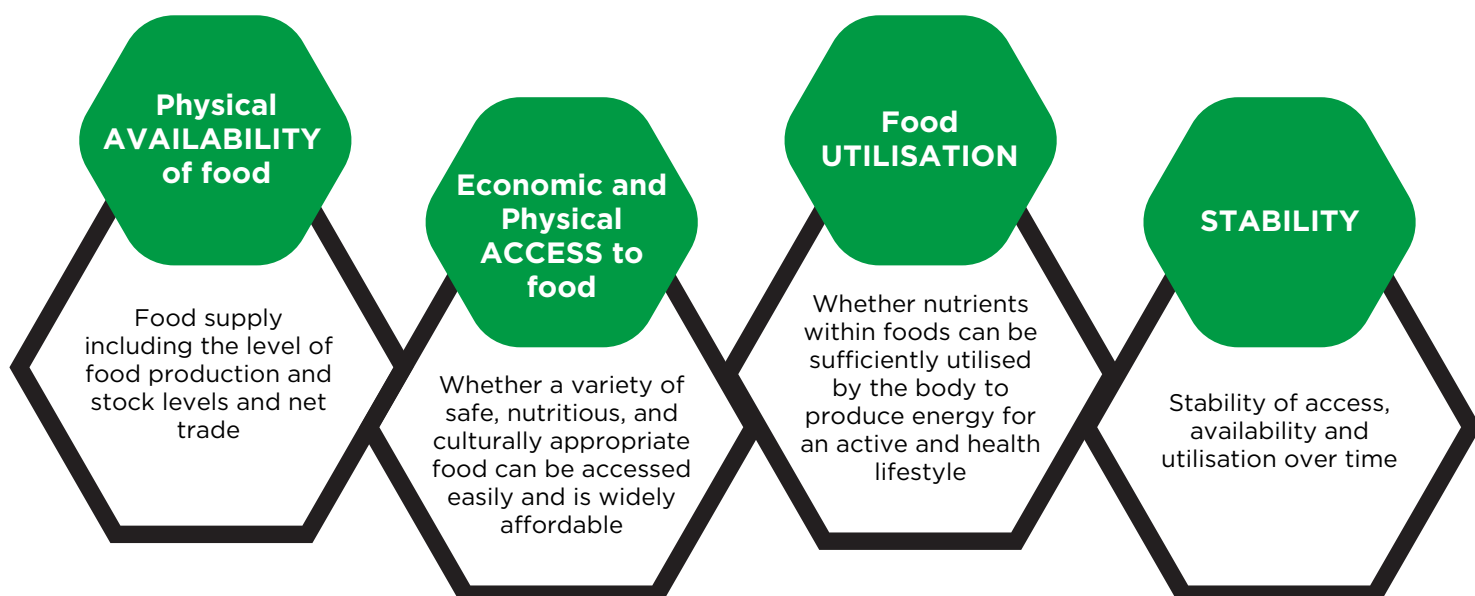 Physical
AVAILABILITY
of food
Food supply
including the level of
food production and
stock levels and net
trade
Economic and
Physical
ACCESS to
food
Whether a variety of
safe, nutritious, and
culturally appropriate
food can be accessed
easily and is widely
affordable
Food
UTILISATION
Whether nutrients
within foods can be
sufficiently utilised
by the body to
produce energy for
an active and health
lifestyle
STABILITY
Stability of access,
availability and
utilisation over time